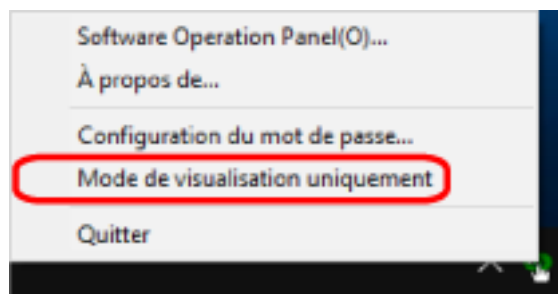 Software Operation Panel(O)...
À propos de...
Configuration du mot de passe...
Mode de visualisation uniquement
Quitter